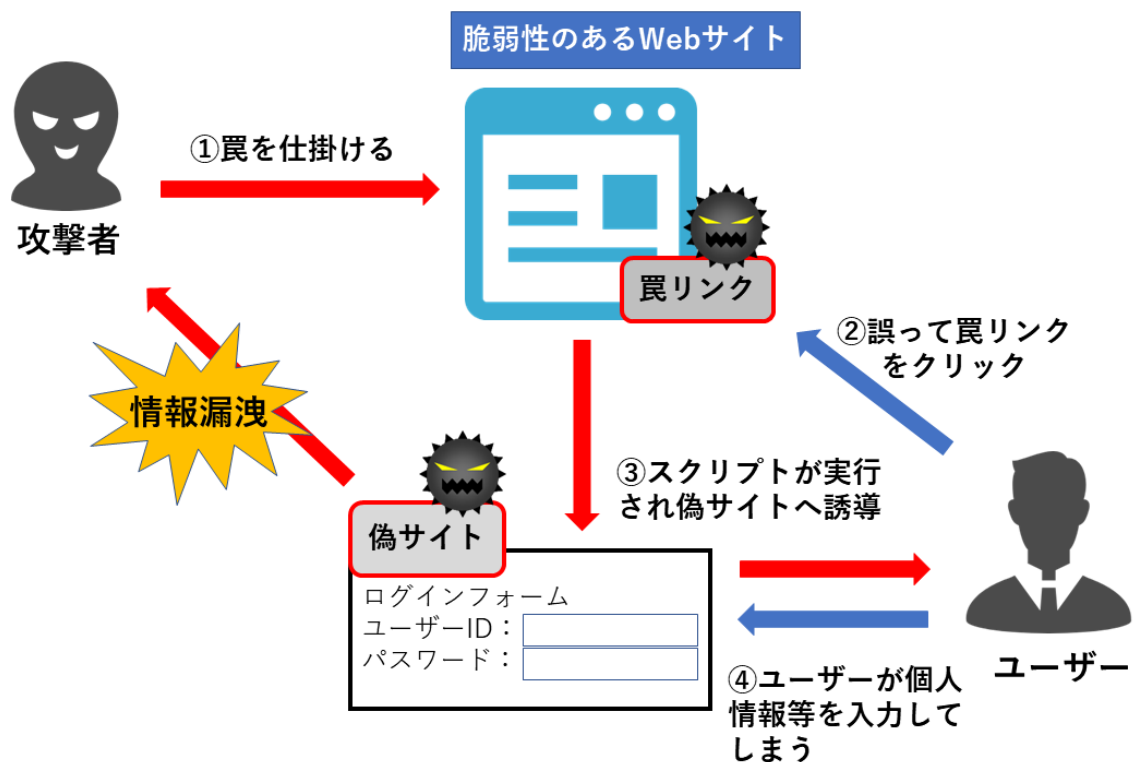 脆弱性のあるWebサイト
①罠を仕掛ける
攻撃者
罠リンク
②誤って罠リンク
をクリック
情報漏洩
③スクリプトが実行
され偽サイトへ誘導
偽サイト
ログインフォーム
ユーザーID：
パスワード：
ユーザー
④ユーザーが個人
情報等を入力して
しまう